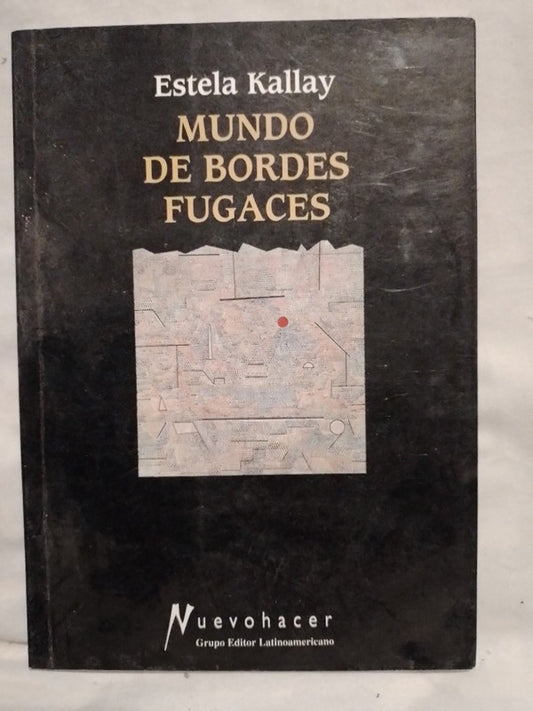 Estela Kallay
MUNDO
DE BORDES
FUGACES
Nuevohacer
Grupo Editor Latinoamericano